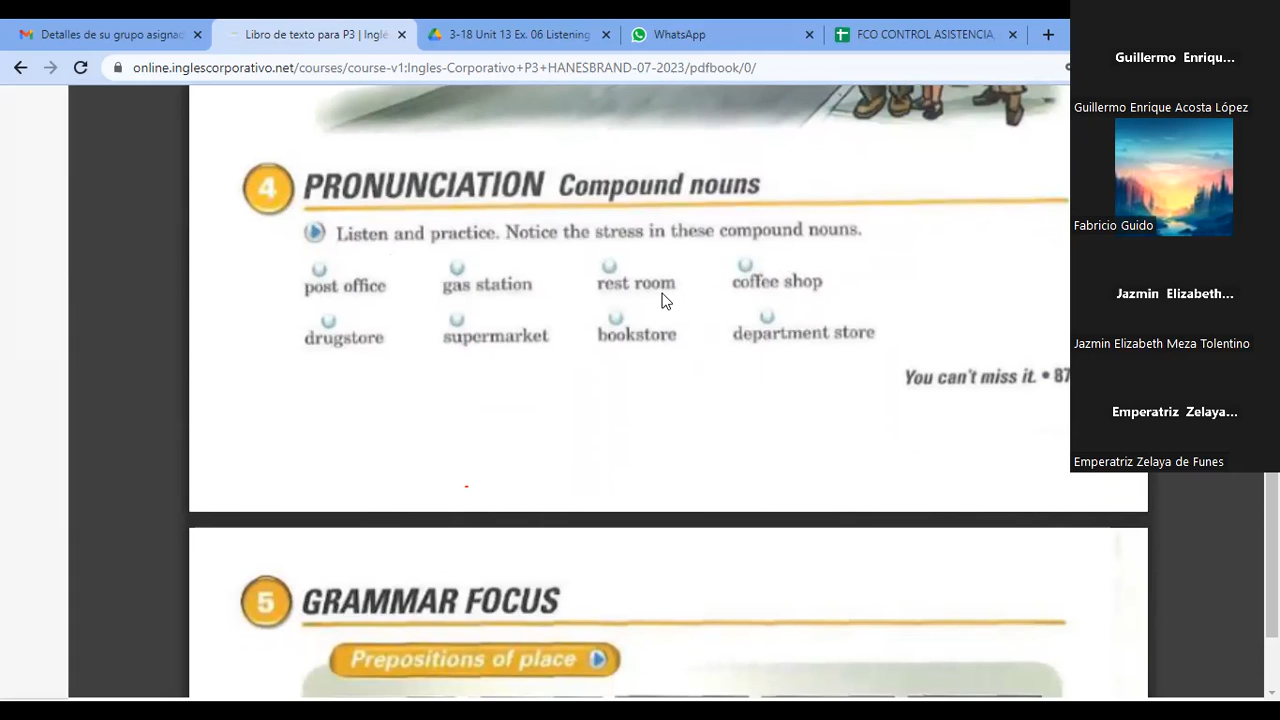 Detalles de su grupo asignad
Libro de texto para P3 | Inglé
3-18 Unit 13 Ex. 06 Listening
WhatsApp
FCO CONTROL ASISTENCIA,
online.inglescorporativo.net/courses/course-v1:Ingles-Corporativo+P3+HANESBRAND-07-2023/pdfbook/0/
4 PRONUNCIATION Compound nouns
Listen and practice. Notice the stress in these compound nouns.
post office gas station rest room coffee shop
drugstore supermarket bookstore department store
You can't miss it. • 87
5 GRAMMAR FOCUS
Prepositions of place
Guillermo Enriqu...
Guillermo Enrique Acosta López
Fabricio Guido
Jazmin Elizabeth...
Jazmin Elizabeth Meza Tolentino
Emperatriz Zelaya...
Emperatriz Zelaya de Funes